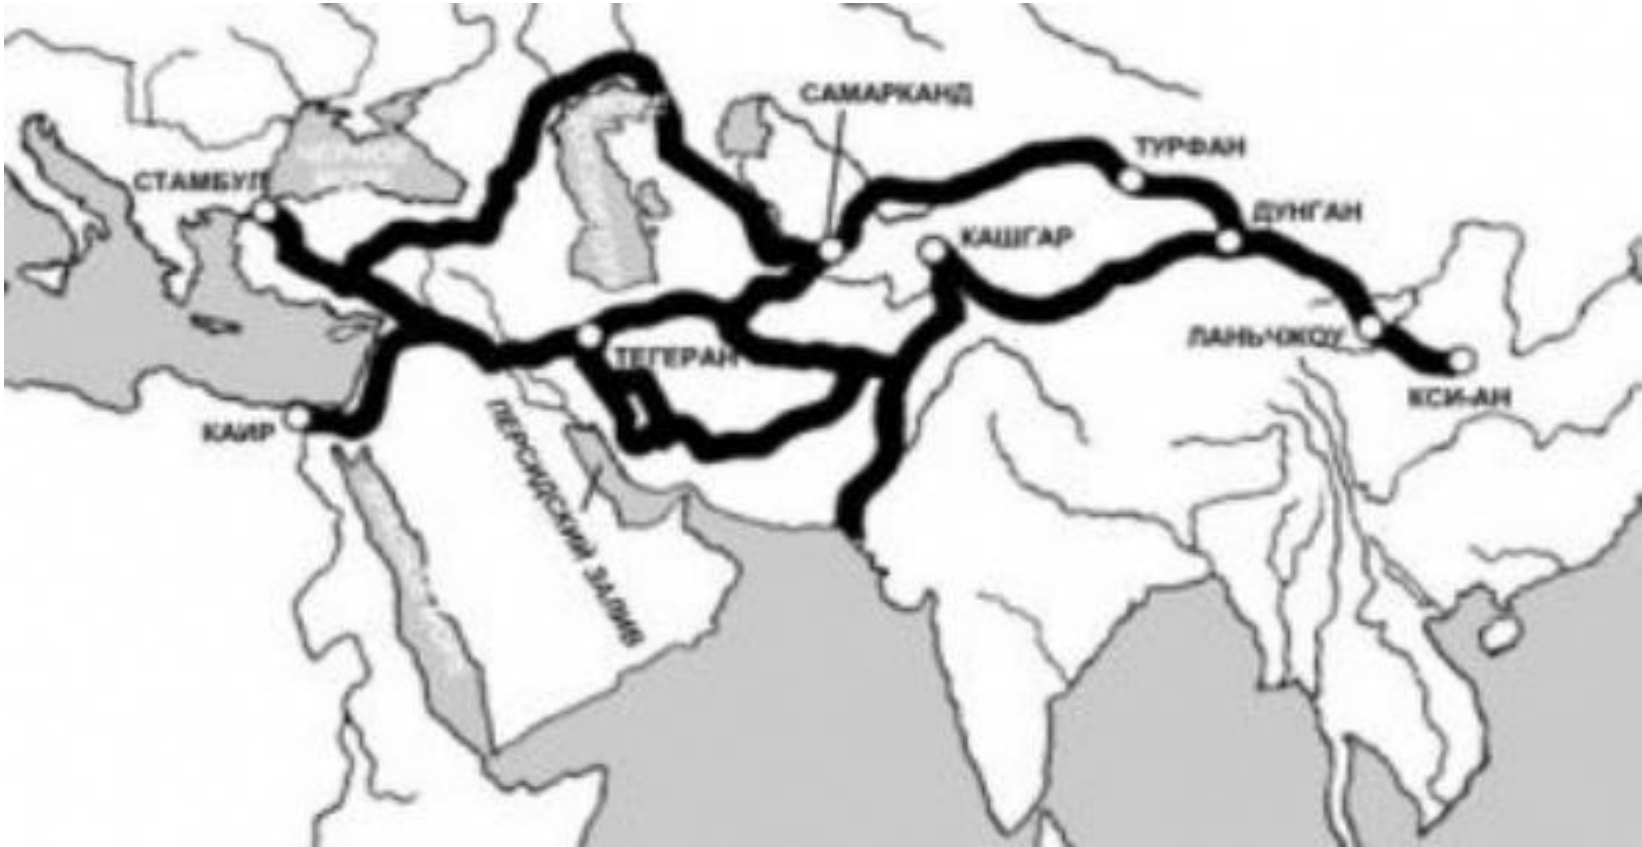 САМАРКАНД
ТУРФАН
СТАМБУЛ
ДУНГАН
КАШГАР
ЛАНЬЧЖОУ
ТЕГЕРАН
КСИ-АН
КАИР
ПЕРСИДСКИЙ ЗАЛИВ